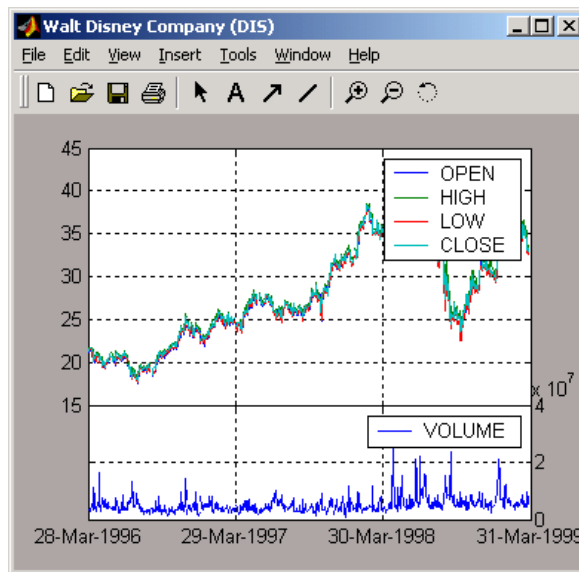 Walt Disney Company (DIS)
File Edit View Insert Tools Window Help
A
45
40
35
30
25
20
15
OPEN
HIGH
LOW
CLOSE
x 10^7
4
2
0
VOLUME
28-Mar-1996 29-Mar-1997 30-Mar-1998 31-Mar-1999